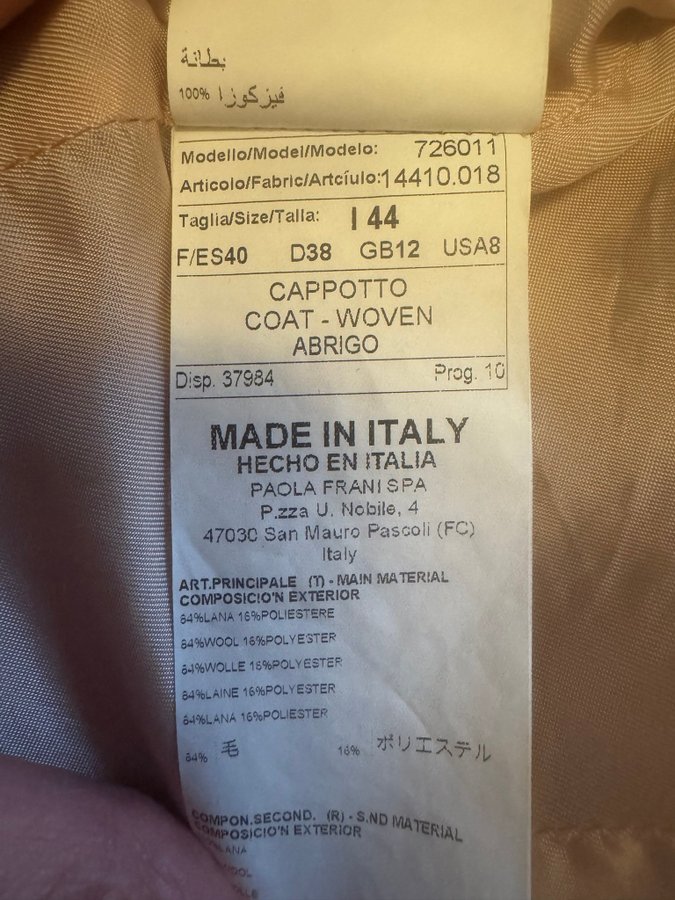 بطانة
100% فيزكوزا
Modello/Model/Modelo: 726011
Articolo/Fabric/Artcíulo:14410.018
Taglia/Size/Talla: I 44
F/ES40 D38 GB12 USA8
CAPPOTTO
COAT - WOVEN
ABRIGO
Disp. 37984 Prog. 10
MADE IN ITALY
HECHO EN ITALIA
PAOLA FRANI SPA
P.zza U. Nobile, 4
47030 San Mauro Pascoli (FC)
Italy
ART.PRINCIPALE (T) - MAIN MATERIAL
COMPOSICIO'N EXTERIOR
84%LANA 16%POLIESTERE
84%WOOL 16%POLYESTER
84%WOLLE 16%POLYESTER
84%LAINE 16%POLYESTER
84%LANA 16%POLIESTER
84% 毛 16% ポリエステル
COMPON.SECOND. (R) - S.ND MATERIAL
COMPOSICIO'N EXTERIOR
LANA